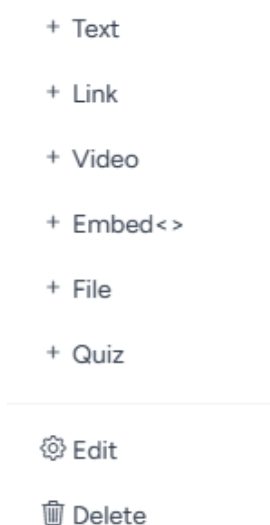 + Text
+ Link
+ Video
+ Embed<>
+ File
+ Quiz
Edit
Delete